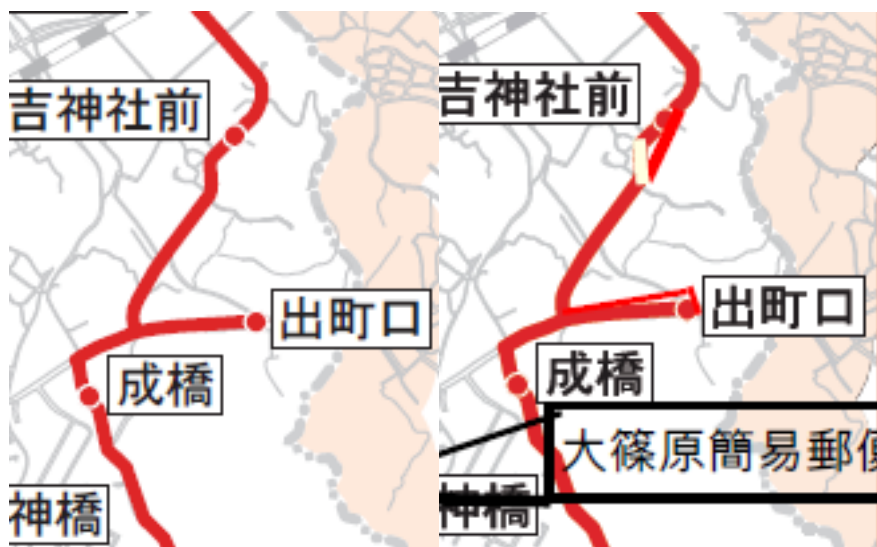 吉神社前
出町口
成橋
神橋
吉神社前
出町口
成橋
大篠原簡易郵便
神橋